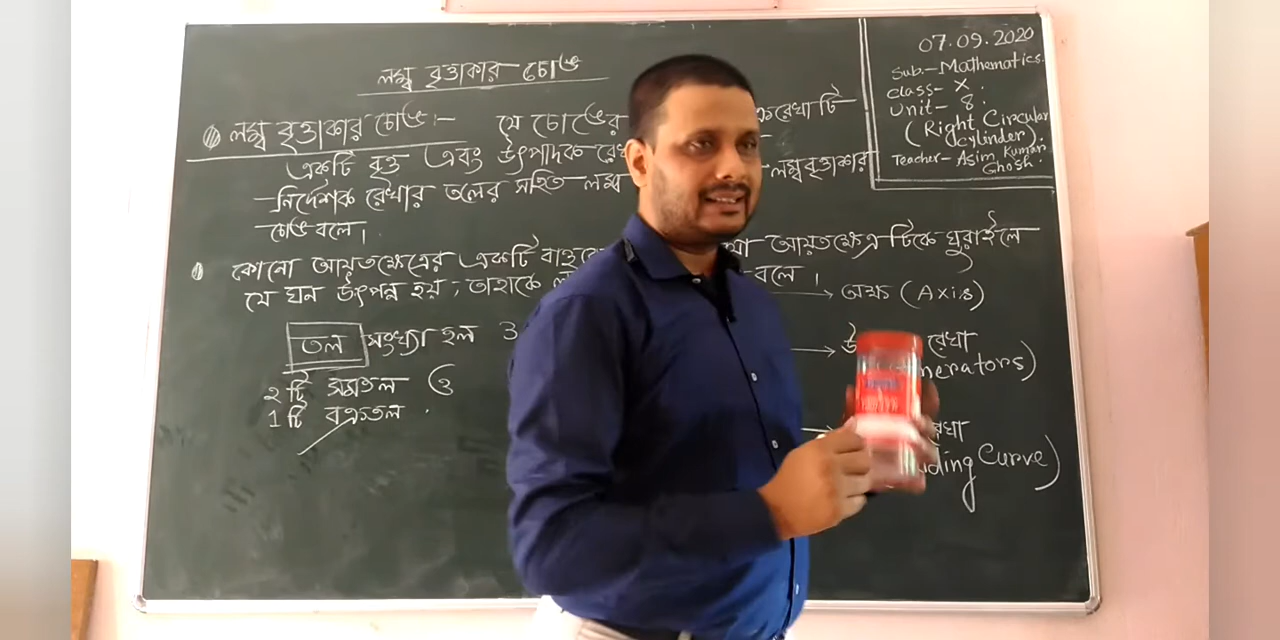 লম্ব বৃত্তাকার চোঙ
07.09.2020
Sub.- Mathematics.
Class- X.
Unit- 8.
(Right Circular
Cylinder).
Teacher- Asim Kumar
Ghosh.
লম্ব বৃত্তাকার চোঙ :- যে চোঙের রেখাটি
একটি বৃত্ত এবং উৎপাদক
নির্দেশক রেখার তলের সহিত লম্ব লম্ববৃত্তাকার
চোঙ বলে।
কোনো আয়তক্ষেত্রের একটি আয়তক্ষেত্রটিকে ঘুরাইলে
যে ঘন উৎপন্ন হয়, তাহাকে বলে।
অক্ষ (Axis)
তল সংখ্যা হল 3
রেখা
২টি সমতল ও
1টি বক্রতল
Curve)